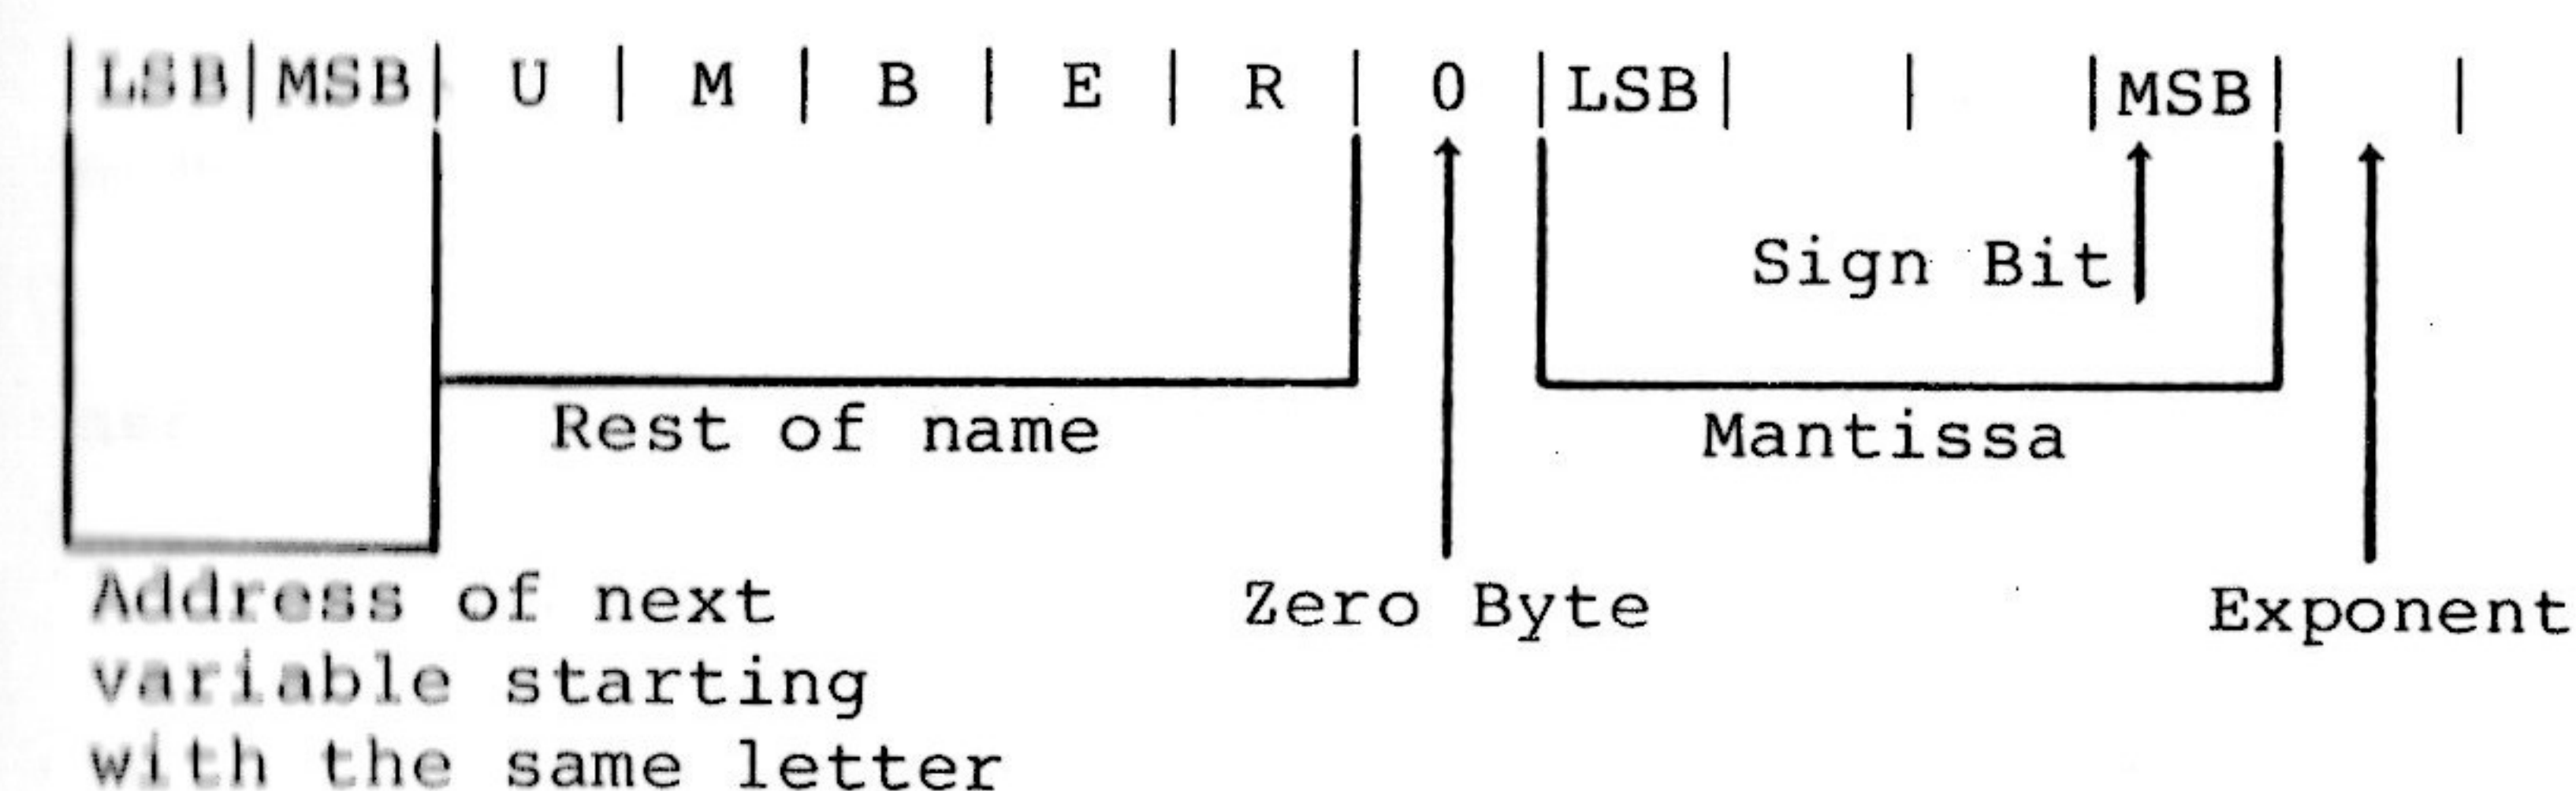 |LSB|MSB| U | M | B | E | R | 0 |LSB| | |MSB| |
Sign Bit
Rest of name
Mantissa
Address of next
variable starting
with the same letter
Zero Byte
Exponent